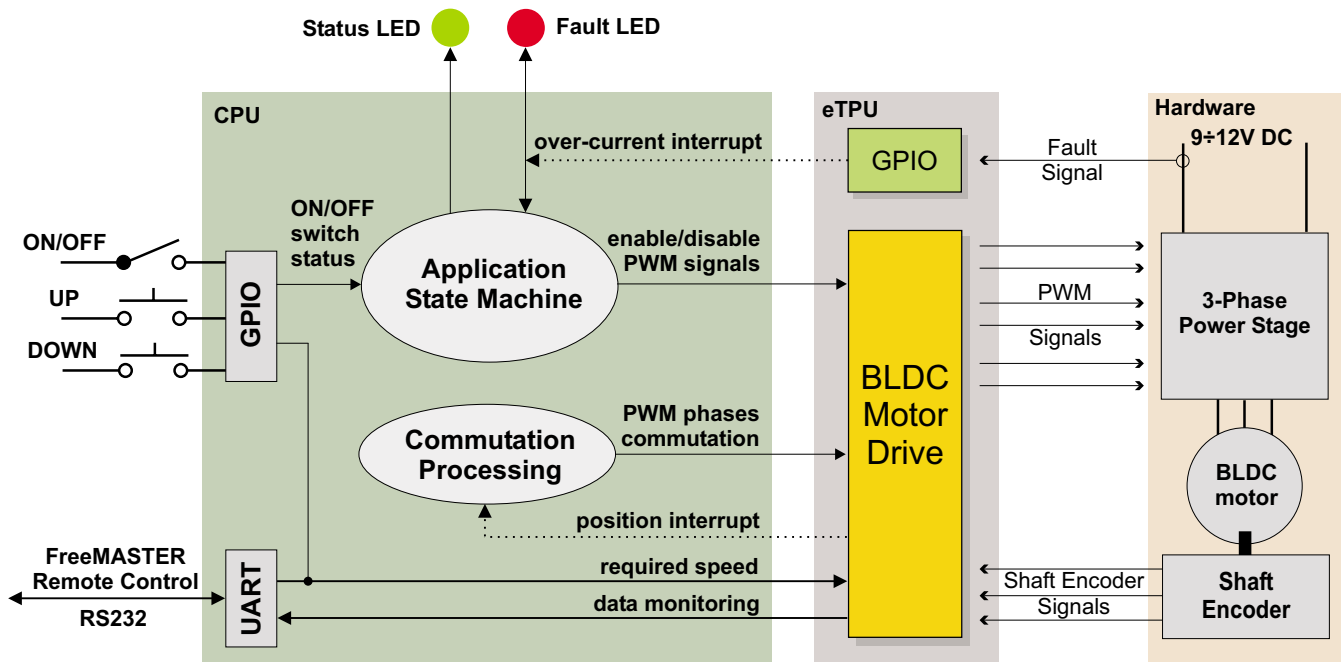 Status LED
Fault LED
CPU
eTPU
Hardware
9÷12V DC
over-current interrupt
GPIO
Fault
Signal
ON/OFF
switch
status
ON/OFF
UP
DOWN
GPIO
Application
State Machine
enable/disable
PWM signals
BLDC
Motor
Drive
PWM
Signals
3-Phase
Power Stage
Commutation
Processing
PWM phases
commutation
BLDC
motor
position interrupt
FreeMASTER
Remote Control
RS232
UART
required speed
data monitoring
Shaft Encoder
Signals
Shaft
Encoder